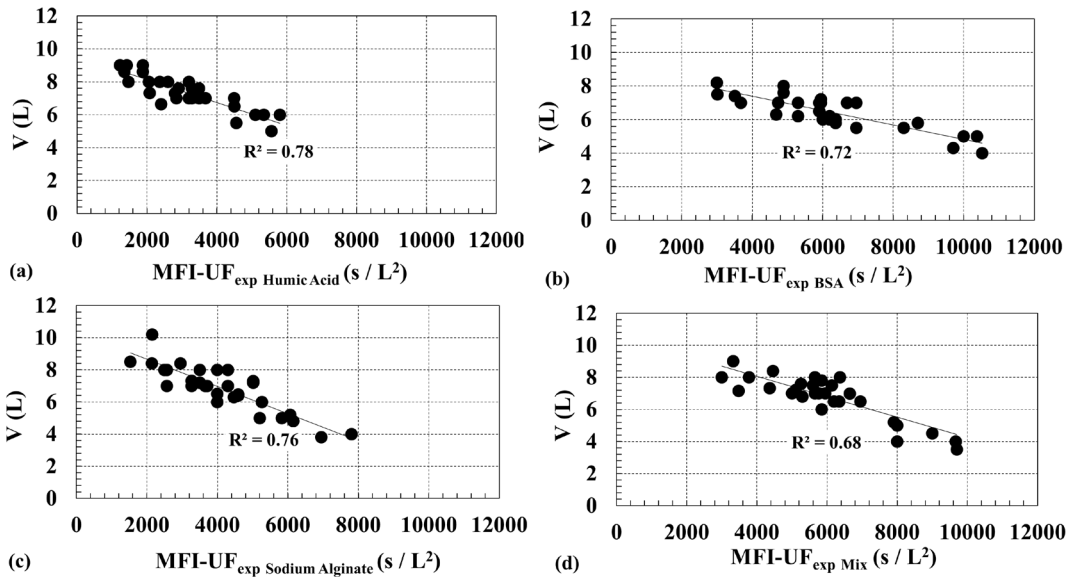 12
10
8
6
4
2
0
V (L)
R² = 0.78
0 2000 4000 6000 8000 10000 12000
(a) MFI-UFexp Humic Acid (s / L²)
12
10
8
6
4
2
0
V (L)
R² = 0.72
0 2000 4000 6000 8000 10000 12000
(b) MFI-UFexp BSA (s / L²)
12
10
8
6
4
2
0
V (L)
R² = 0.76
0 2000 4000 6000 8000 10000 12000
(c) MFI-UFexp Sodium Alginate (s / L²)
12
10
8
6
4
2
0
V (L)
R² = 0.68
0 2000 4000 6000 8000 10000 12000
(d) MFI-UFexp Mix (s / L²)